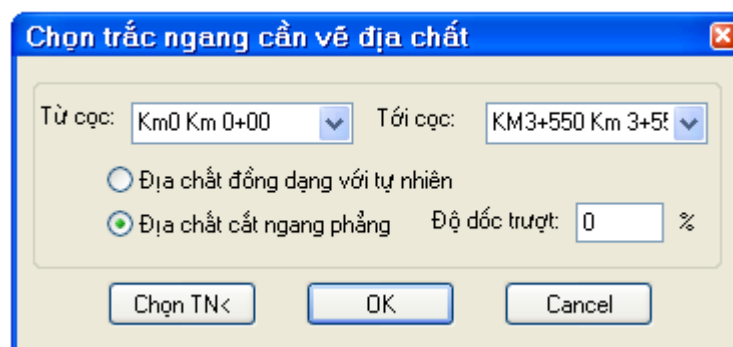 Chọn trắc ngang cần vẽ địa chất
Từ cọc: Km0 Km 0+00 Tới cọc: KM3+550 Km 3+55
Địa chất đồng dạng với tự nhiên
Địa chất cắt ngang phẳng Độ dốc trượt: 0 %
Chọn TN< OK Cancel